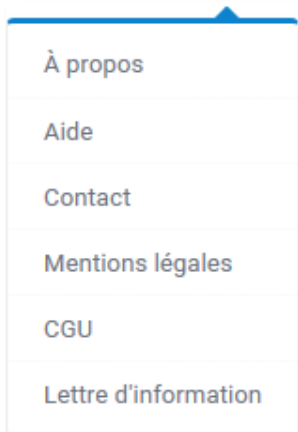 À propos
Aide
Contact
Mentions légales
CGU
Lettre d'information